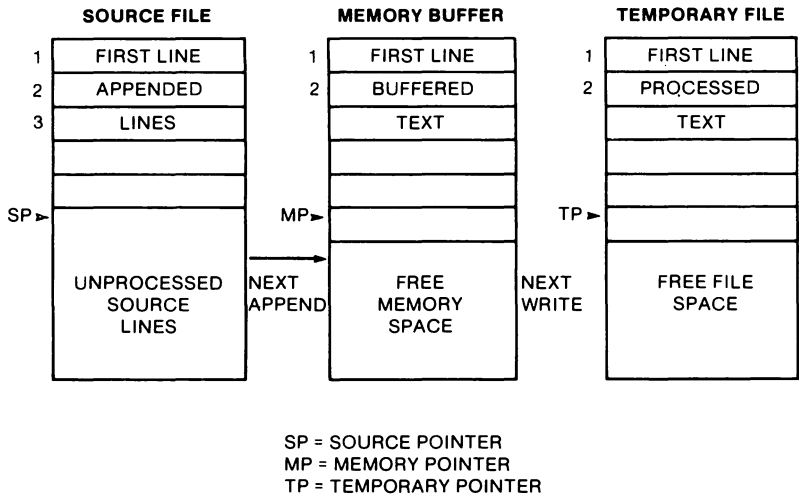 SOURCE FILE
MEMORY BUFFER
TEMPORARY FILE
1 FIRST LINE
2 APPENDED
3 LINES
SP
UNPROCESSED
SOURCE
LINES
NEXT
APPEND
1 FIRST LINE
2 BUFFERED
TEXT
MP
FREE
MEMORY
SPACE
NEXT
WRITE
1 FIRST LINE
2 PROCESSED
TEXT
TP
FREE FILE
SPACE
SP = SOURCE POINTER
MP = MEMORY POINTER
TP = TEMPORARY POINTER